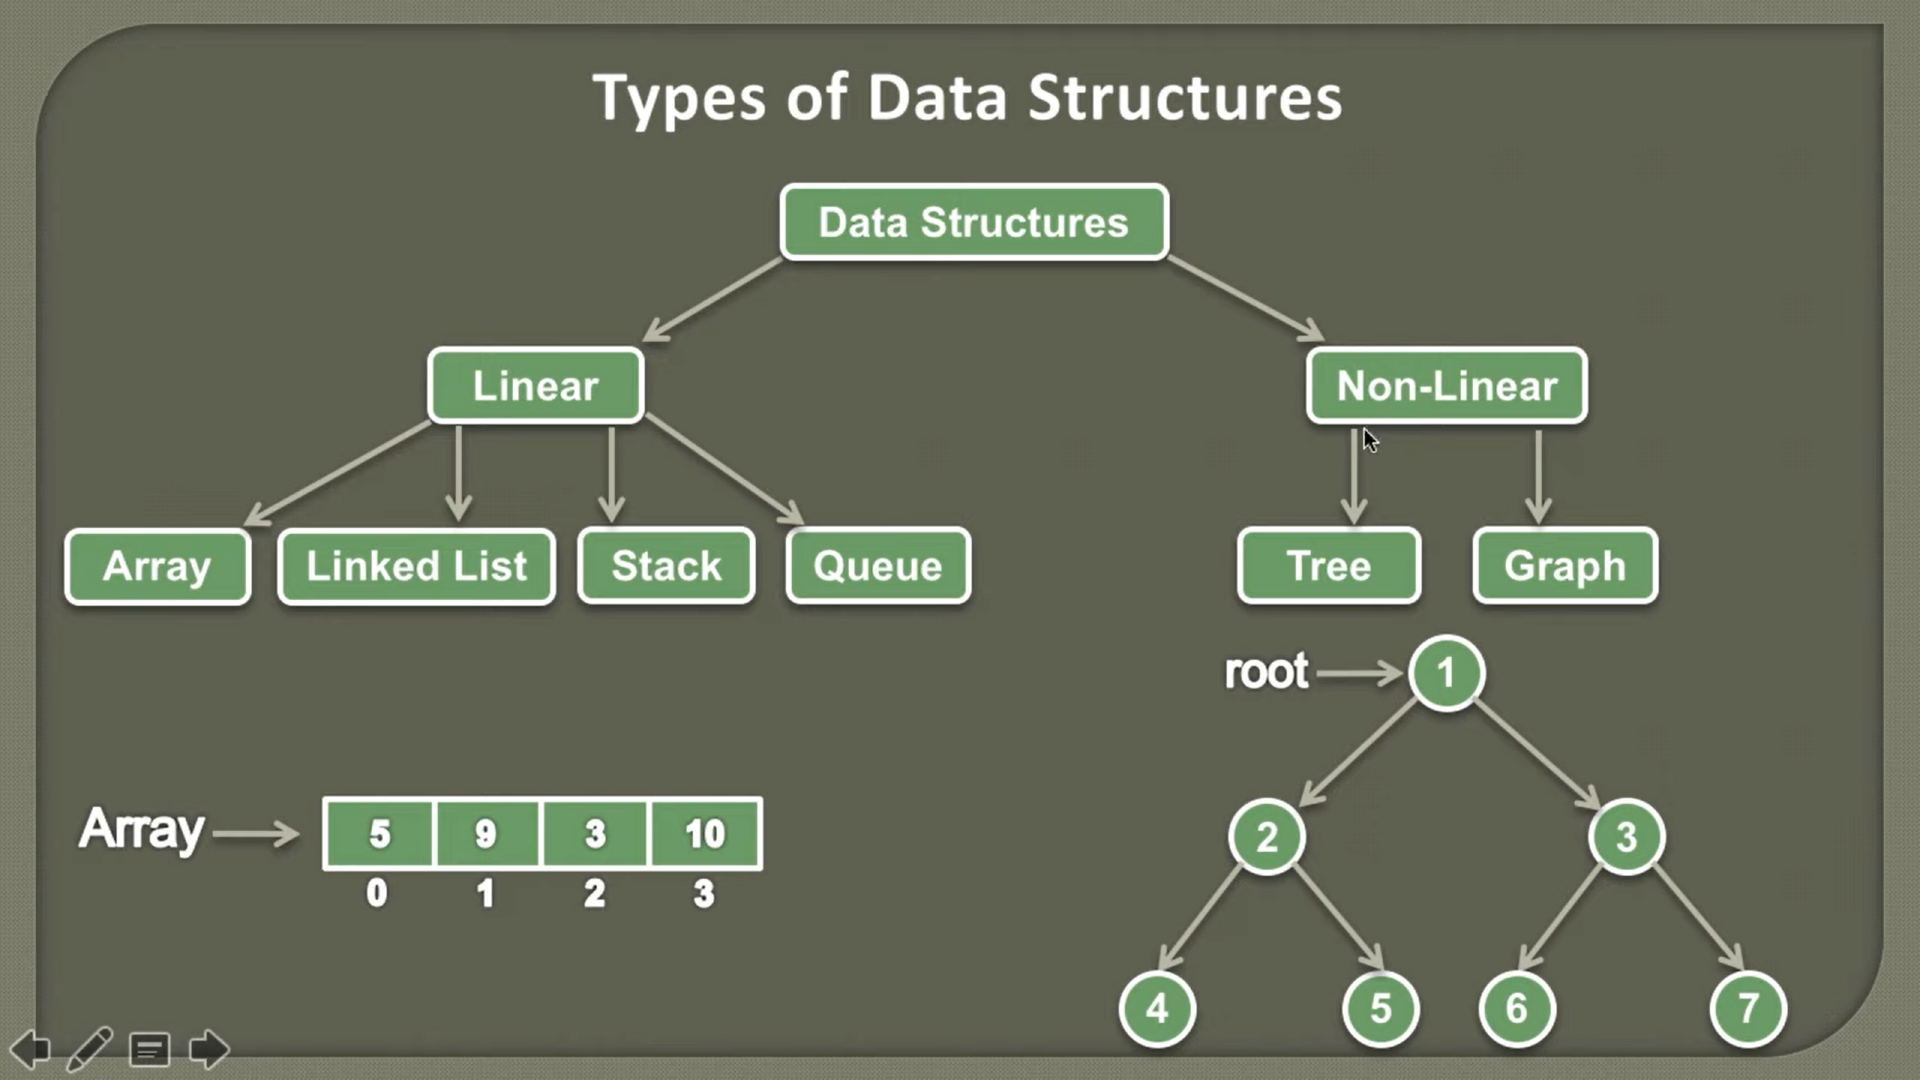 Types of Data Structures
Data Structures
Linear
Non-Linear
Array
Linked List
Stack
Queue
Tree
Graph
root
1
2
3
4
5
6
7
Array
5 9 3 10
0 1 2 3